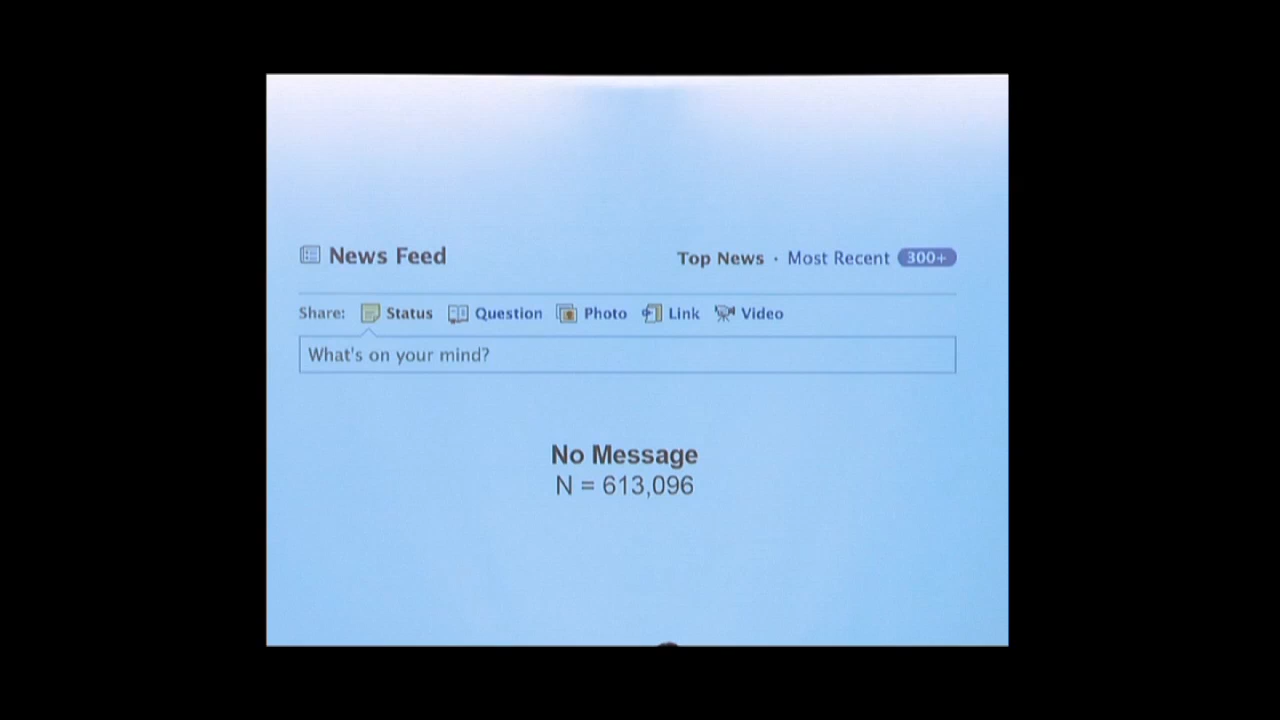 News Feed
Top News · Most Recent 300+
Share: Status Question Photo Link Video
What's on your mind?
No Message
N = 613,096